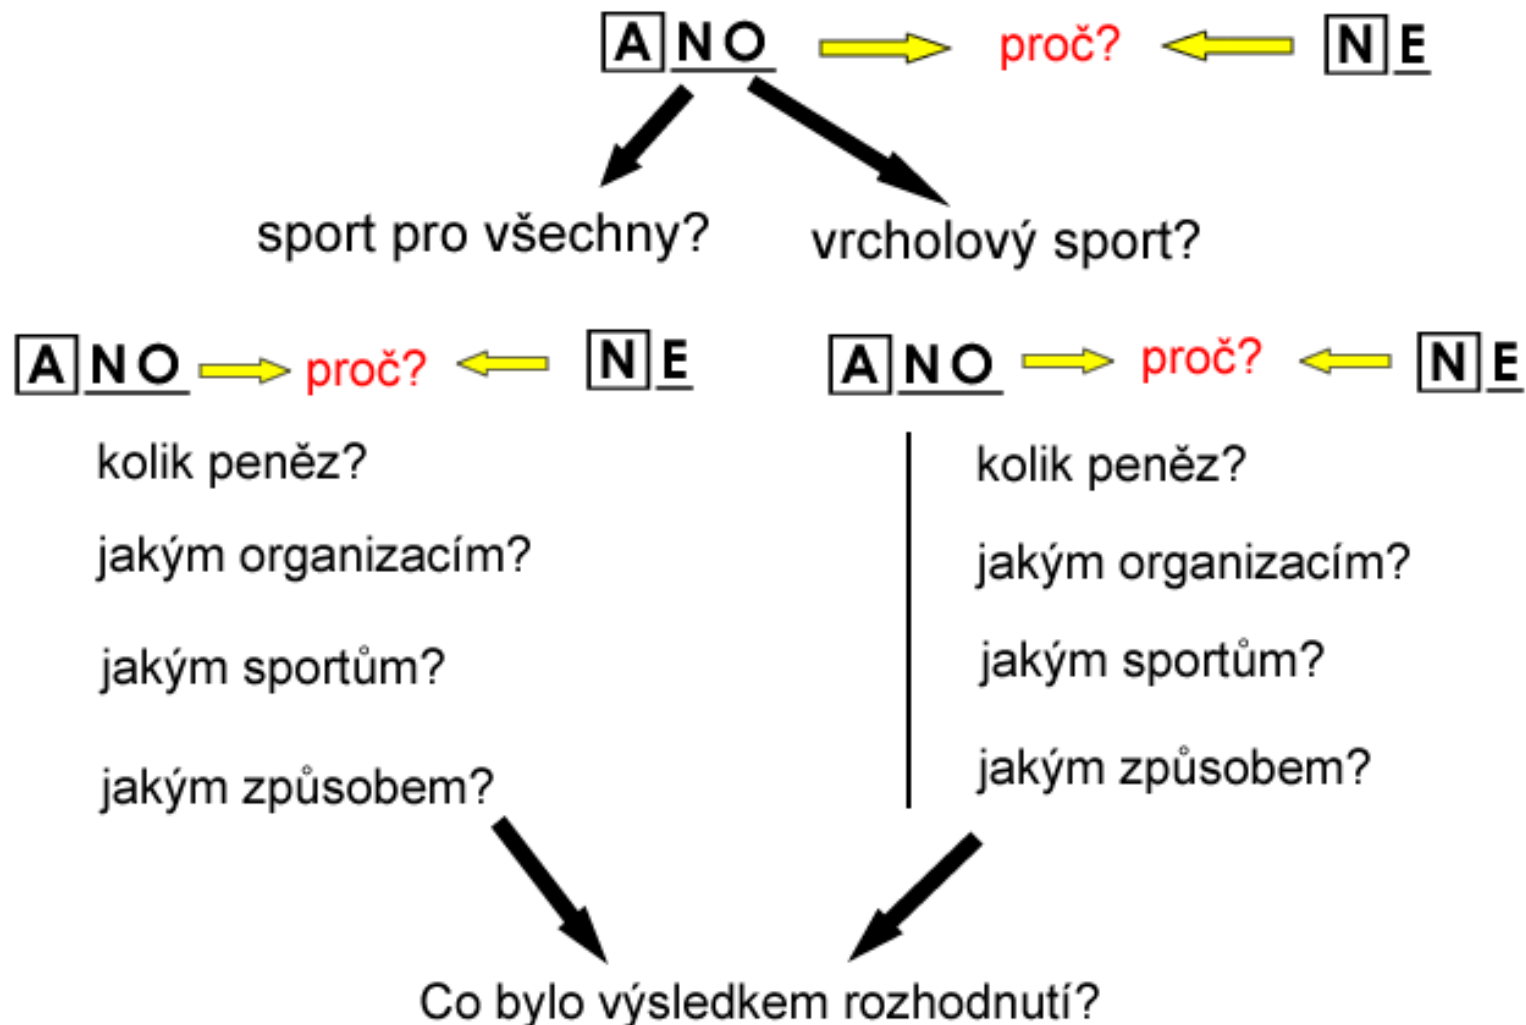 ANO proč? NE
sport pro všechny? vrcholový sport?
ANO proč? NE ANO proč? NE
kolik peněz? kolik peněz?
jakým organizacím? jakým organizacím?
jakým sportům? jakým sportům?
jakým způsobem? jakým způsobem?
Co bylo výsledkem rozhodnutí?